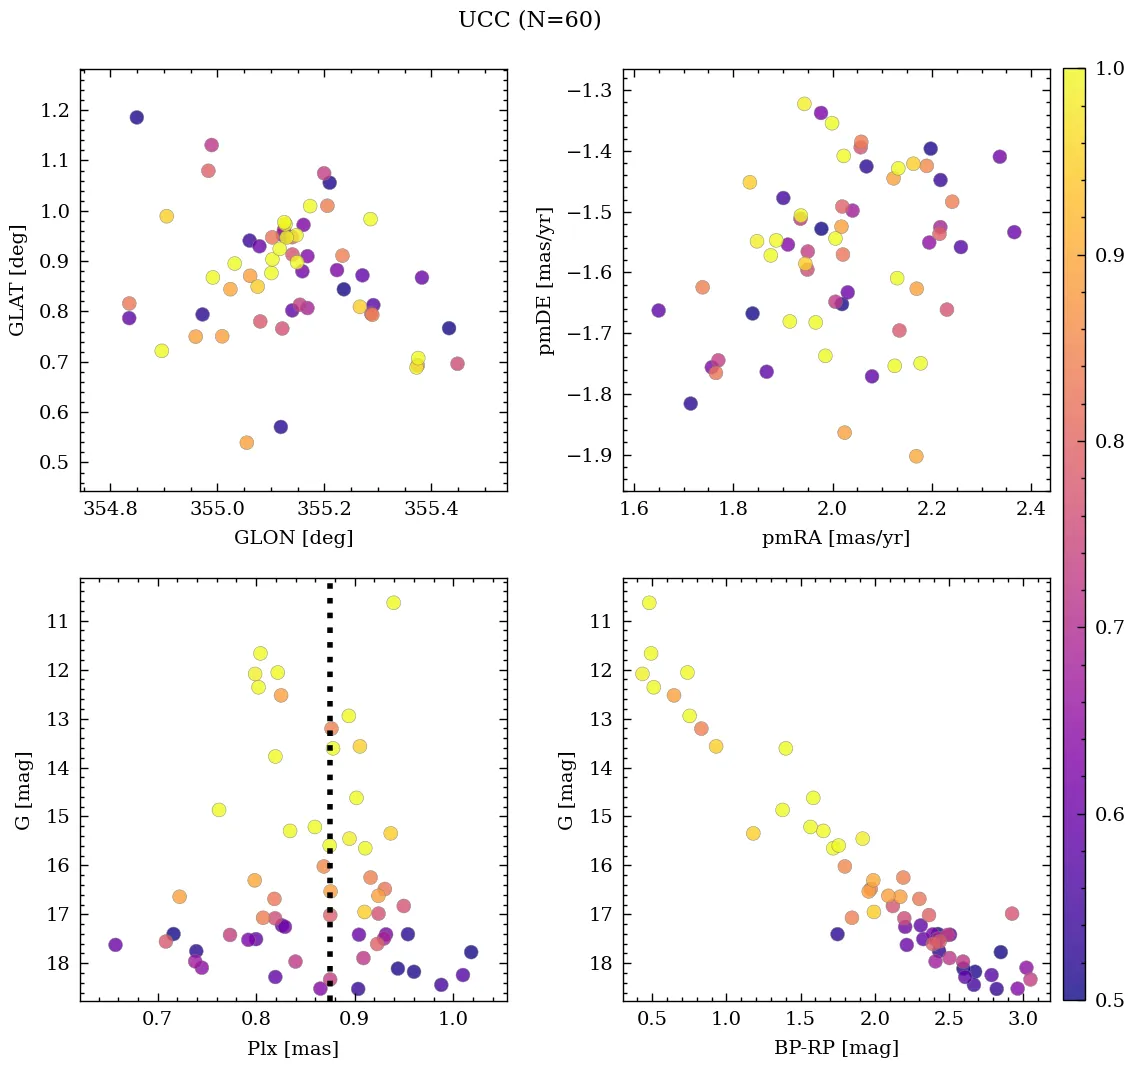 UCC (N=60)
1.2
1.1
1.0
0.9
0.8
0.7
0.6
0.5
GLAT [deg]
354.8 355.0 355.2 355.4
GLON [deg]
−1.3
−1.4
−1.5
−1.6
−1.7
−1.8
−1.9
pmDE [mas/yr]
1.6 1.8 2.0 2.2 2.4
pmRA [mas/yr]
1.0
0.9
0.8
0.7
0.6
0.5
11
12
13
14
15
16
17
18
G [mag]
0.7 0.8 0.9 1.0
Plx [mas]
11
12
13
14
15
16
17
18
G [mag]
0.5 1.0 1.5 2.0 2.5 3.0
BP-RP [mag]